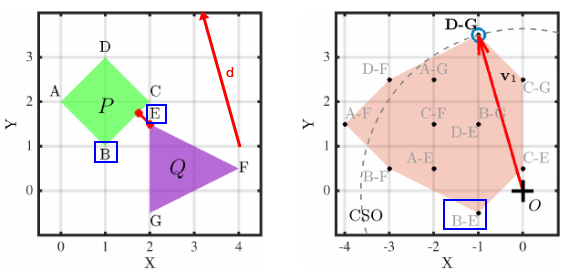 3
2
1
0
0
1
2
3
4
X
Y
A
D
C
P
E
B
Q
F
G
d
D-G
D-F
A-G
v₁
C-G
A-F
C-F
B-G
D-E
A-E
C-E
B-F
CSO
B-E
O
3
2
1
0
-4
-3
-2
-1
0
X
Y